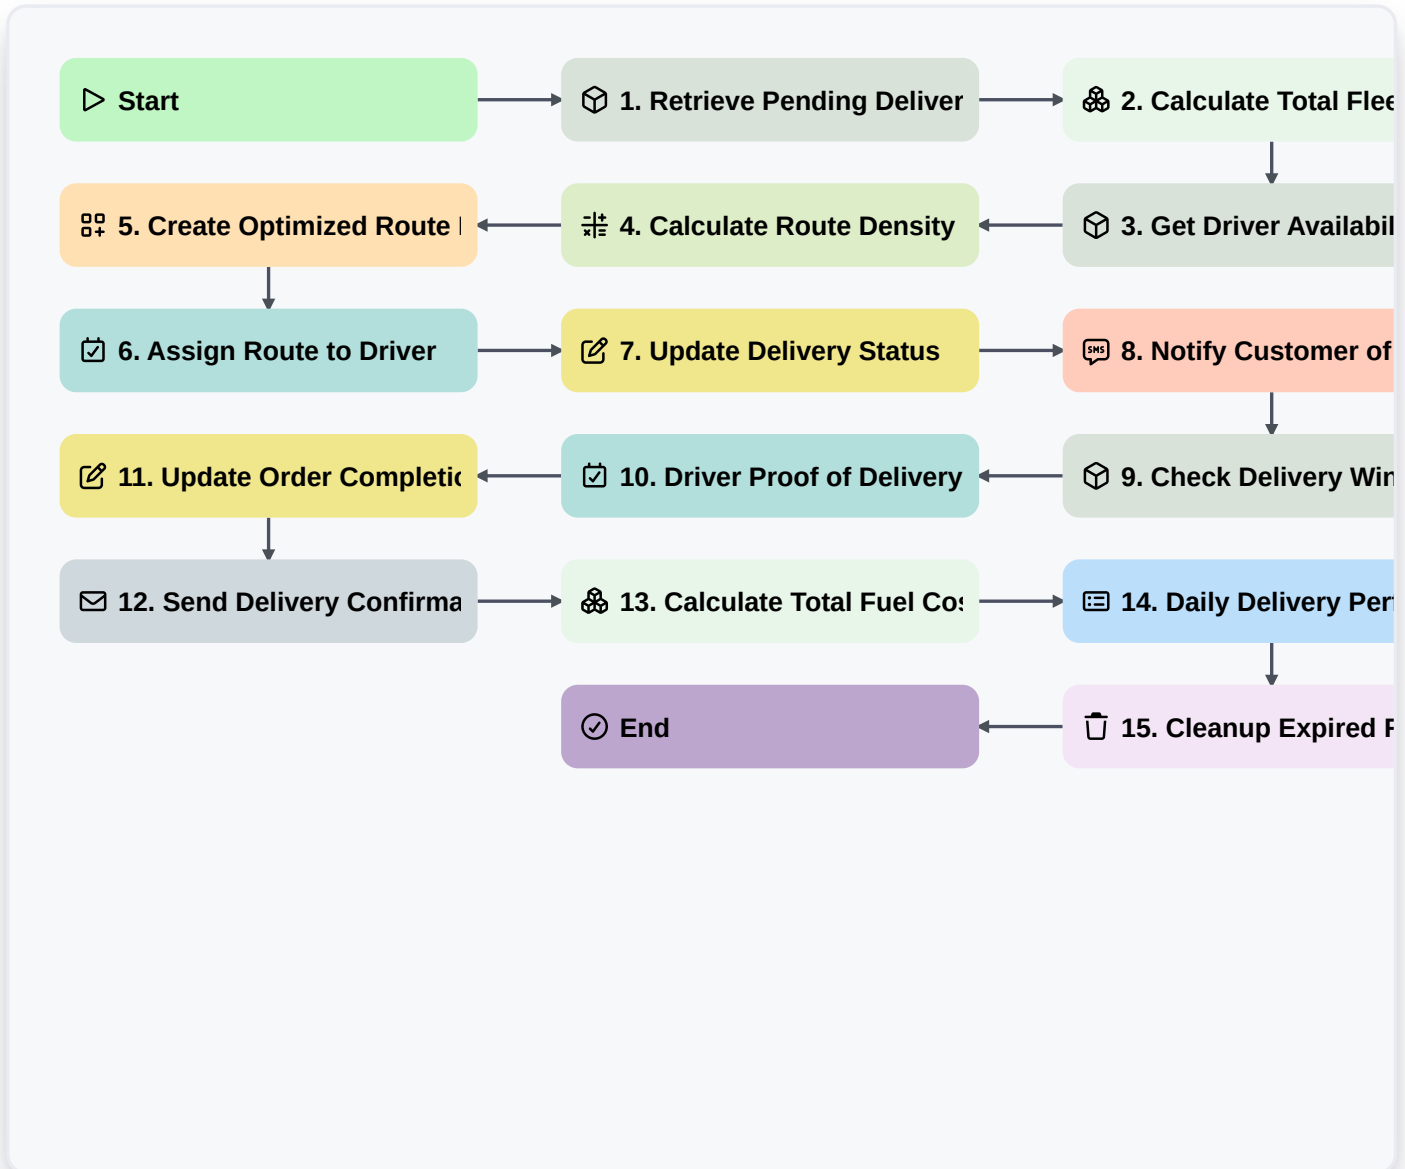 Start
1. Retrieve Pending Deliver
2. Calculate Total Flee
5. Create Optimized Route
4. Calculate Route Density
3. Get Driver Availabil
6. Assign Route to Driver
7. Update Delivery Status
SMS
8. Notify Customer of
11. Update Order Completic
10. Driver Proof of Delivery
9. Check Delivery Win
12. Send Delivery Confirma
13. Calculate Total Fuel Cos
14. Daily Delivery Perf
End
15. Cleanup Expired